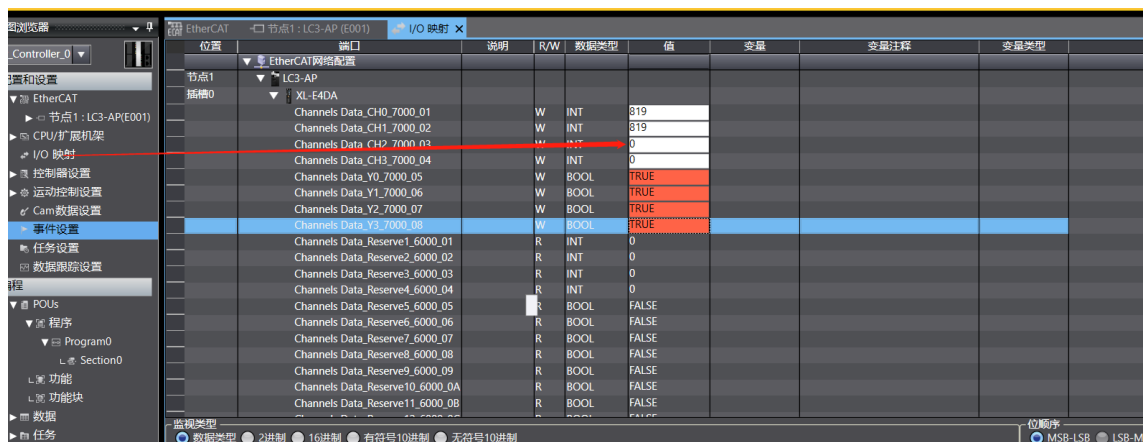 图浏览器
EtherCAT 节点1 : LC3-AP (E001) I/O 映射
_Controller_0
位置 端口 说明 R/W 数据类型 值 变量 变量注释 变量类型
EtherCAT网络配置
置和设置
节点1 LC3-AP
EtherCAT
插槽0 XL-E4DA
节点1 : LC3-AP(E001)
Channels Data_CH0_7000_01 W INT 819
CPU/扩展机架
Channels Data_CH1_7000_02 W INT 819
I/O 映射
Channels Data_CH2_7000_03 W INT 0
控制器设置
Channels Data_CH3_7000_04 W INT 0
运动控制设置
Channels Data_Y0_7000_05 W BOOL TRUE
Channels Data_Y1_7000_06 W BOOL TRUE
Cam数据设置
Channels Data_Y2_7000_07 W BOOL TRUE
事件设置
Channels Data_Y3_7000_08 W BOOL TRUE
任务设置
Channels Data_Reserve1_6000_01 R INT 0
数据跟踪设置
Channels Data_Reserve2_6000_02 R INT 0
Channels Data_Reserve3_6000_03 R INT 0
编程
Channels Data_Reserve4_6000_04 R INT 0
POUs
Channels Data_Reserve5_6000_05 R BOOL FALSE
程序
Channels Data_Reserve6_6000_06 R BOOL FALSE
Program0
Channels Data_Reserve7_6000_07 R BOOL FALSE
Section0
Channels Data_Reserve8_6000_08 R BOOL FALSE
功能
Channels Data_Reserve9_6000_09 R BOOL FALSE
功能块
Channels Data_Reserve10_6000_0A R BOOL FALSE
Channels Data_Reserve11_6000_0B R BOOL FALSE
数据
监视类型 位顺序
任务
数据类型 2进制 16进制 有符号10进制 无符号10进制 MSB-LSB LSB-M